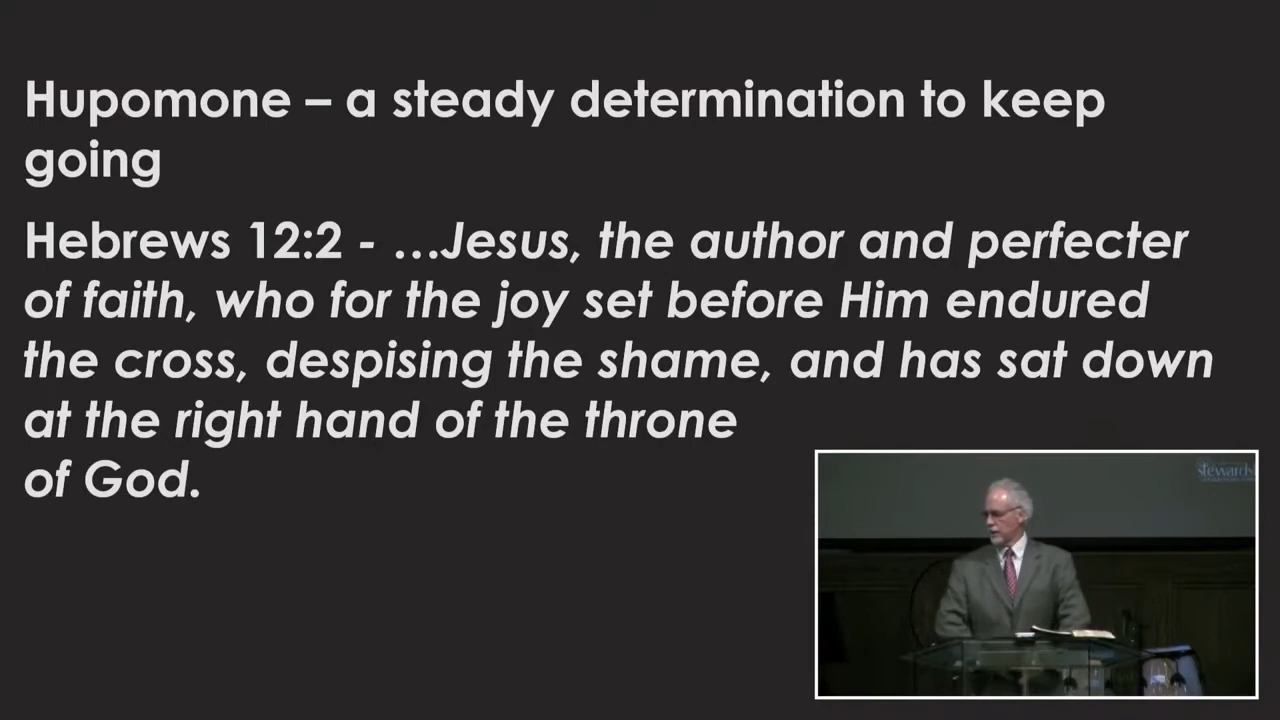 Hupomone – a steady determination to keep
going
Hebrews 12:2 - …Jesus, the author and perfecter
of faith, who for the joy set before Him endured
the cross, despising the shame, and has sat down
at the right hand of the throne
of God.